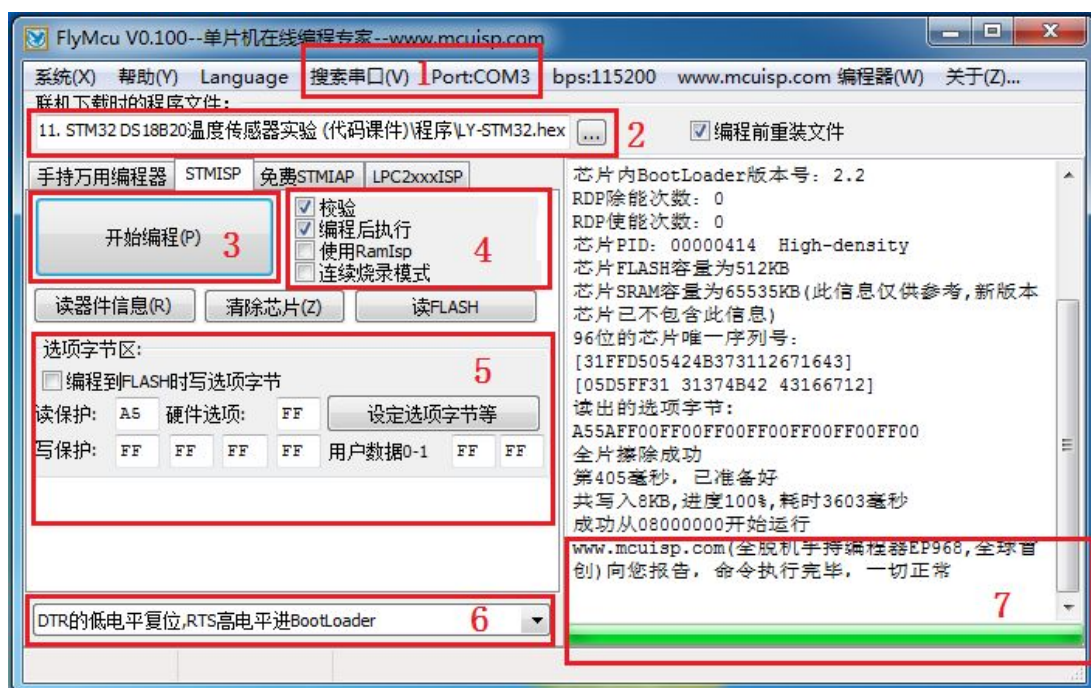 FlyMcu V0.100--单片机在线编程专家--www.mcuisp.com
系统(X) 帮助(Y) Language 搜索串口(V) 1 Port:COM3 bps:115200 www.mcuisp.com 编程器(W) 关于(Z)...
联机下载时的程序文件:
11. STM32 DS18B20温度传感器实验 (代码课件)\程序\LY-STM32.hex ... 2 编程前重装文件
手持万用编程器 STMISP 免费STMIAP LPC2xxxISP
开始编程(P) 3
校验
编程后执行
使用RamIsp 4
连续烧录模式
读器件信息(R) 清除芯片(Z) 读FLASH
选项字节区:
编程到FLASH时写选项字节 5
读保护: A5 硬件选项: FF 设定选项字节等
写保护: FF FF FF FF 用户数据0-1 FF FF
DTR的低电平复位,RTS高电平进BootLoader 6
芯片内BootLoader版本号: 2.2
RDP除能次数: 0
RDP使能次数: 0
芯片PID: 00000414 High-density
芯片FLASH容量为512KB
芯片SRAM容量为65535KB(此信息仅供参考,新版本
芯片已不包含此信息)
96位的芯片唯一序列号:
[31FFD505424B373112671643]
[05D5FF31 31374B42 43166712]
读出的选项字节:
A55AFF00FF00FF00FF00FF00FF00FF00
全片擦除成功
第405毫秒, 已准备好
共写入8KB,进度100%,耗时3603毫秒
成功从08000000开始运行
www.mcuisp.com(全脱机手持编程器EP968,全球首
创)向您报告, 命令执行完毕, 一切正常
7